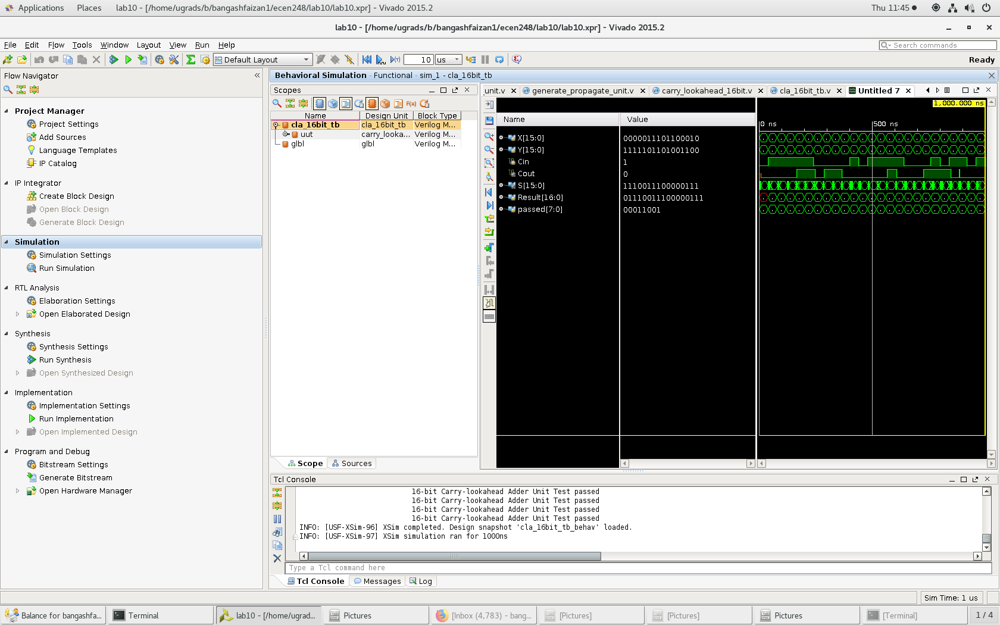 Applications Places lab10 - [/home/ugrads/b/bangashfaizan1/ecen248/lab10/lab10.xpr] - Vivado 2015.2 Thu 11:45
lab10 - [/home/ugrads/b/bangashfaizan1/ecen248/lab10/lab10.xpr] - Vivado 2015.2
File Edit Flow Tools Window Layout View Run Help Search commands
Default Layout 10 us Ready
Flow Navigator
Project Manager
Project Settings
Add Sources
Language Templates
IP Catalog
IP Integrator
Create Block Design
Open Block Design
Generate Block Design
Simulation
Simulation Settings
Run Simulation
RTL Analysis
Elaboration Settings
Open Elaborated Design
Synthesis
Synthesis Settings
Run Synthesis
Open Synthesized Design
Implementation
Implementation Settings
Run Implementation
Open Implemented Design
Program and Debug
Bitstream Settings
Generate Bitstream
Open Hardware Manager
Behavioral Simulation - Functional - sim_1 - cla_16bit_tb
Scopes
Name Design Unit Block Type
cla_16bit_tb cla_16bit_tb Verilog M...
uut carry_looka... Verilog M...
glbl glbl Verilog M...
Scope Sources
_unit.v generate_propagate_unit.v carry_lookahead_16bit.v cla_16bit_tb.v Untitled 7
1,000.000 ns
Name Value 0 ns 500 ns
X[15:0] 0000011101100010
Y[15:0] 1111101101001100
Cin 1
Cout 0
S[15:0] 1110011100000111
Result[16:0] 01110011100000111
passed[7:0] 00011001
Tcl Console
16-bit Carry-lookahead Adder Unit Test passed
16-bit Carry-lookahead Adder Unit Test passed
16-bit Carry-lookahead Adder Unit Test passed
16-bit Carry-lookahead Adder Unit Test passed
INFO: [USF-XSim-96] XSim completed. Design snapshot 'cla_16bit_tb_behav' loaded.
INFO: [USF-XSim-97] XSim simulation ran for 1000ns
Type a Tcl command here
Tcl Console Messages Log
Sim Time: 1 us
Balance for bangashfa... Terminal lab10 - [/home/ugrad... Pictures [Inbox (4,783) - bang... [Pictures] [Pictures] Pictures [Terminal] 1 / 4